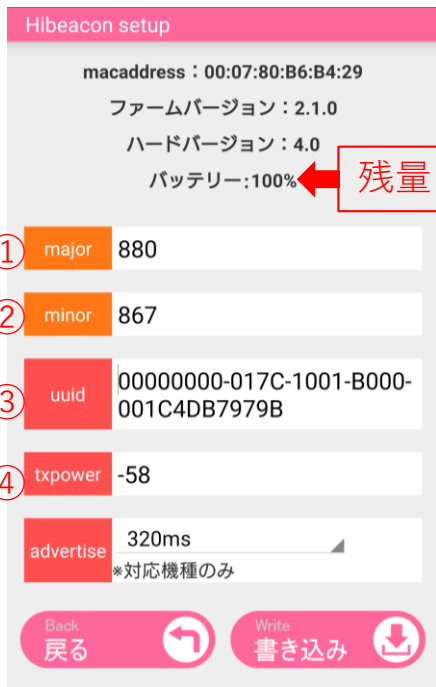 Hibeacon setup
macaddress：00:07:80:B6:B4:29
ファームバージョン：2.1.0
ハードバージョン：4.0
バッテリー:100%
残量
① major 880
② minor 867
③ uuid 00000000-017C-1001-B000-
001C4DB7979B
④ txpower -58
advertise 320ms
※対応機種のみ
Back
戻る
Write
書き込み